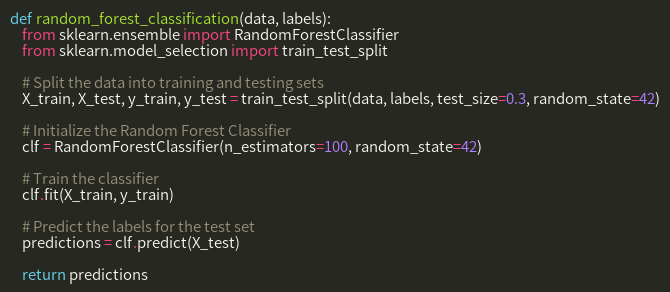 def random_forest_classification(data, labels):
from sklearn.ensemble import RandomForestClassifier
from sklearn.model_selection import train_test_split
# Split the data into training and testing sets
X_train, X_test, y_train, y_test = train_test_split(data, labels, test_size=0.3, random_state=42)
# Initialize the Random Forest Classifier
clf = RandomForestClassifier(n_estimators=100, random_state=42)
# Train the classifier
clf.fit(X_train, y_train)
# Predict the labels for the test set
predictions = clf.predict(X_test)
return predictions